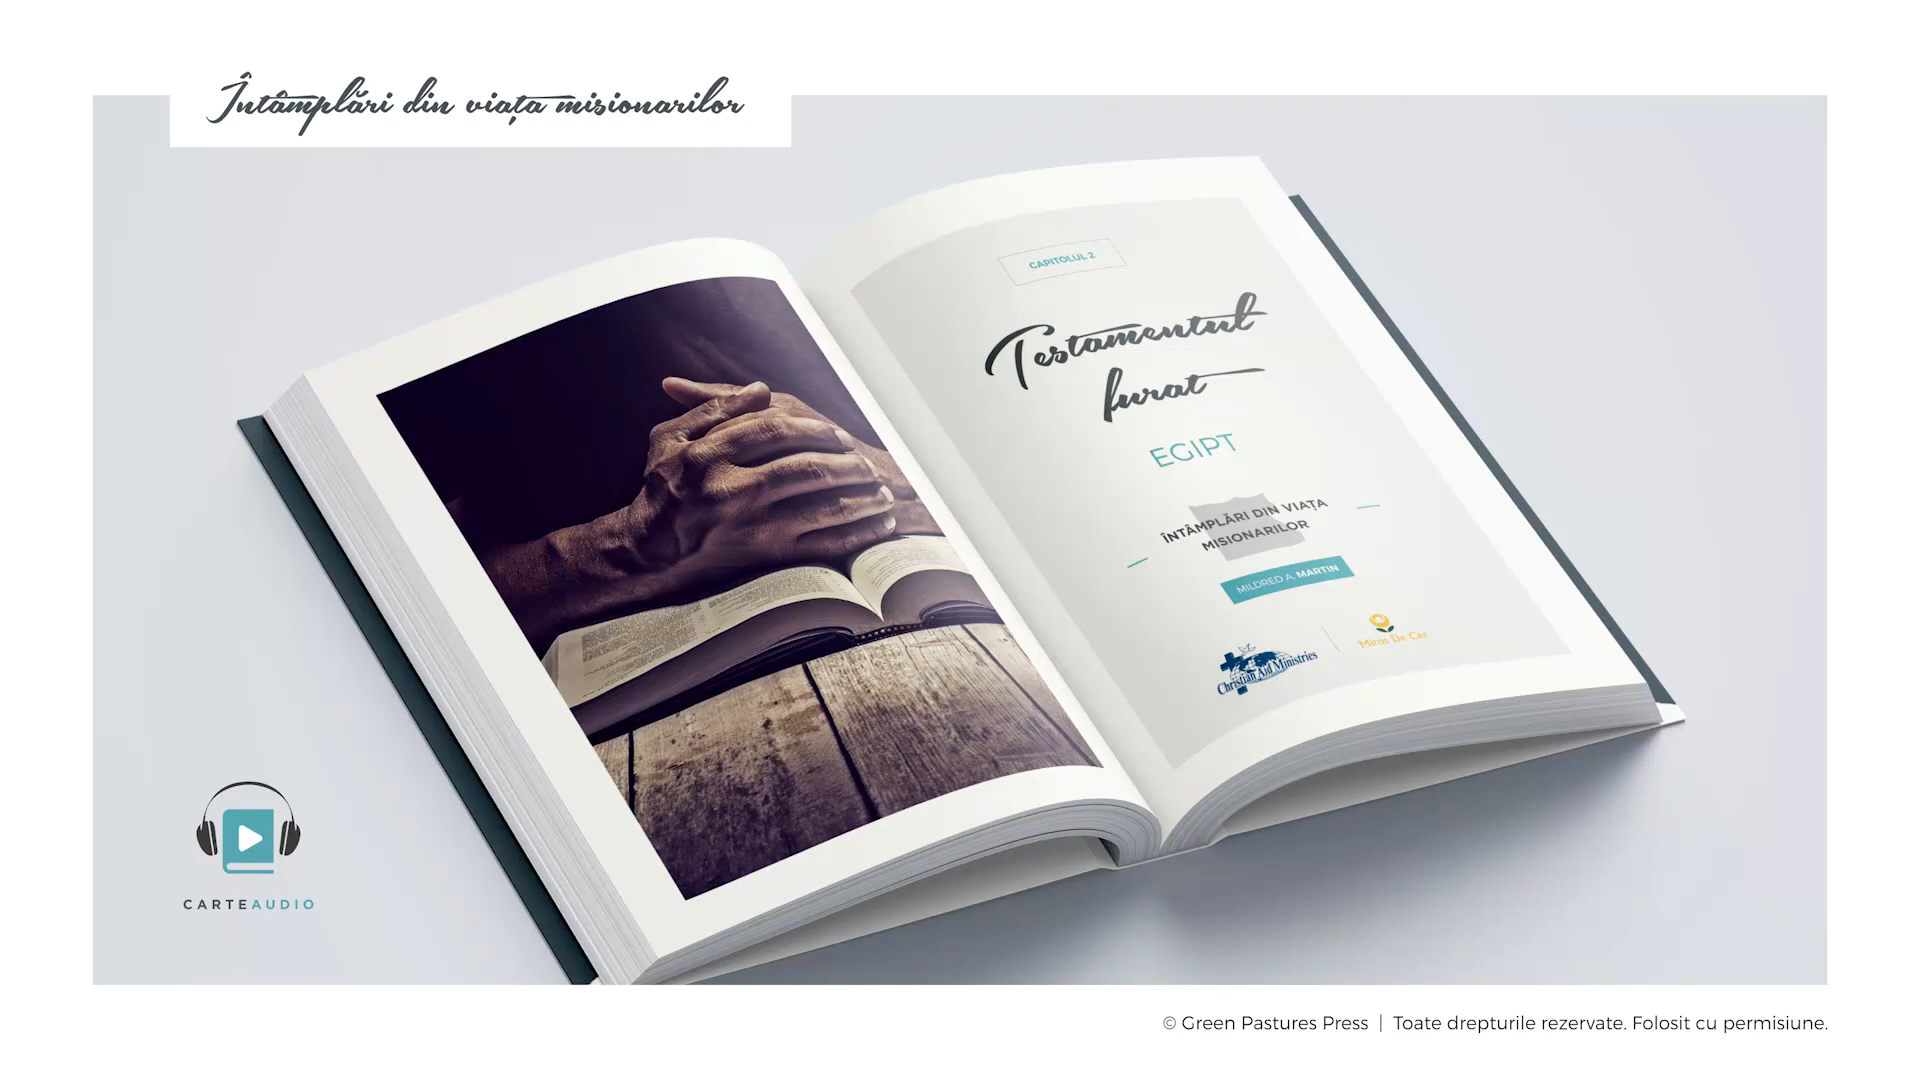 Întâmplări din viața misionarilor
CAPITOLUL 2
Testamentul
furat
EGIPT
ÎNTÂMPLĂRI DIN VIAȚA
MISIONARILOR
MILDRED A. MARTIN
Christian Aid Ministries
Miros De Cer
CARTEAUDIO
© Green Pastures Press | Toate drepturile rezervate. Folosit cu permisiune.